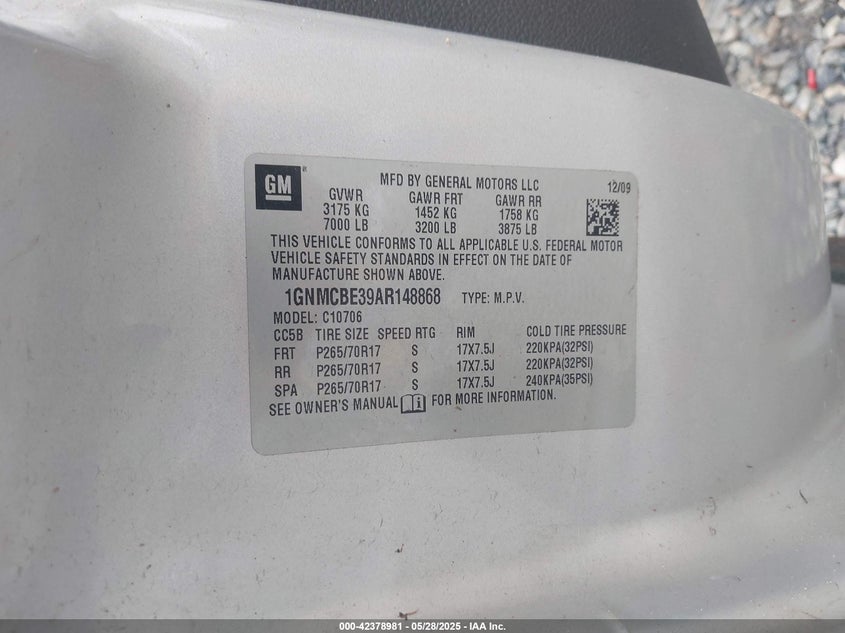 GM
MFD BY GENERAL MOTORS LLC 12/09
GVWR GAWR FRT GAWR RR
3175 KG 1452 KG 1758 KG
7000 LB 3200 LB 3875 LB
THIS VEHICLE CONFORMS TO ALL APPLICABLE U.S. FEDERAL MOTOR
VEHICLE SAFETY STANDARDS IN EFFECT ON THE DATE OF
MANUFACTURE SHOWN ABOVE.
1GNMCBE39AR148868 TYPE: M.P.V.
MODEL: C10706
CC5B TIRE SIZE SPEED RTG RIM COLD TIRE PRESSURE
FRT P265/70R17 S 17X7.5J 220KPA(32PSI)
RR P265/70R17 S 17X7.5J 220KPA(32PSI)
SPA P265/70R17 S 17X7.5J 240KPA(35PSI)
SEE OWNER'S MANUAL i FOR MORE INFORMATION.
000-42378981 - 05/28/2025 - IAA Inc.